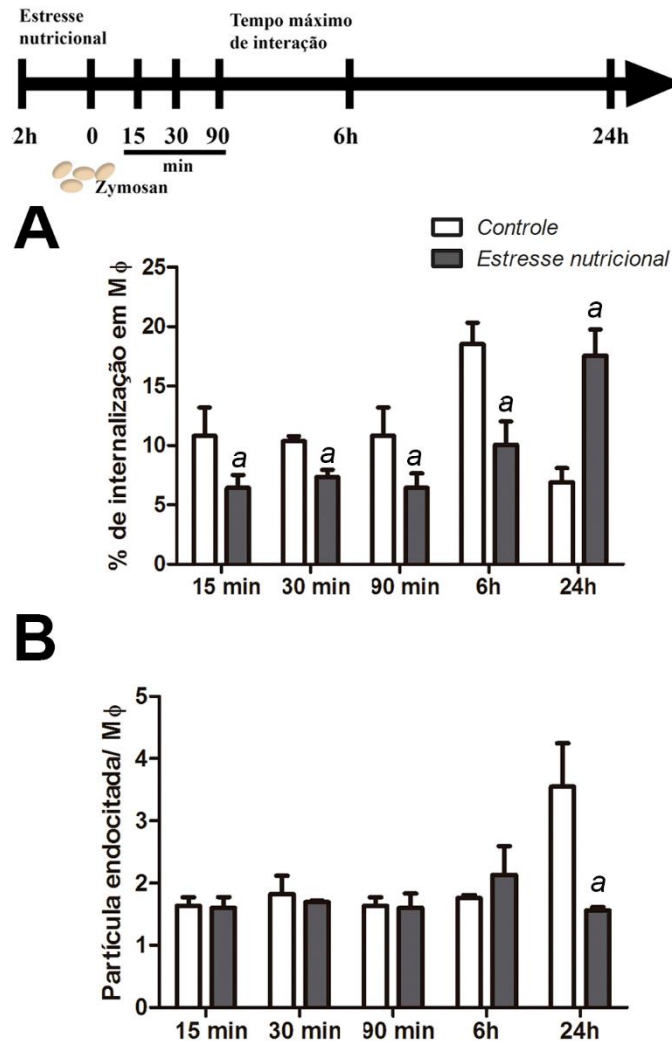 Estresse
nutricional
Tempo máximo
de interação
2h 0 15 30 90 6h 24h
min
Zymosan
A
Controle
Estresse nutricional
% de internalização em Mϕ
25
20
15
10
5
0
a a a a a
15 min 30 min 90 min 6h 24h
B
Partícula endocitada/ Mϕ
5
4
3
2
1
0
a
15 min 30 min 90 min 6h 24h